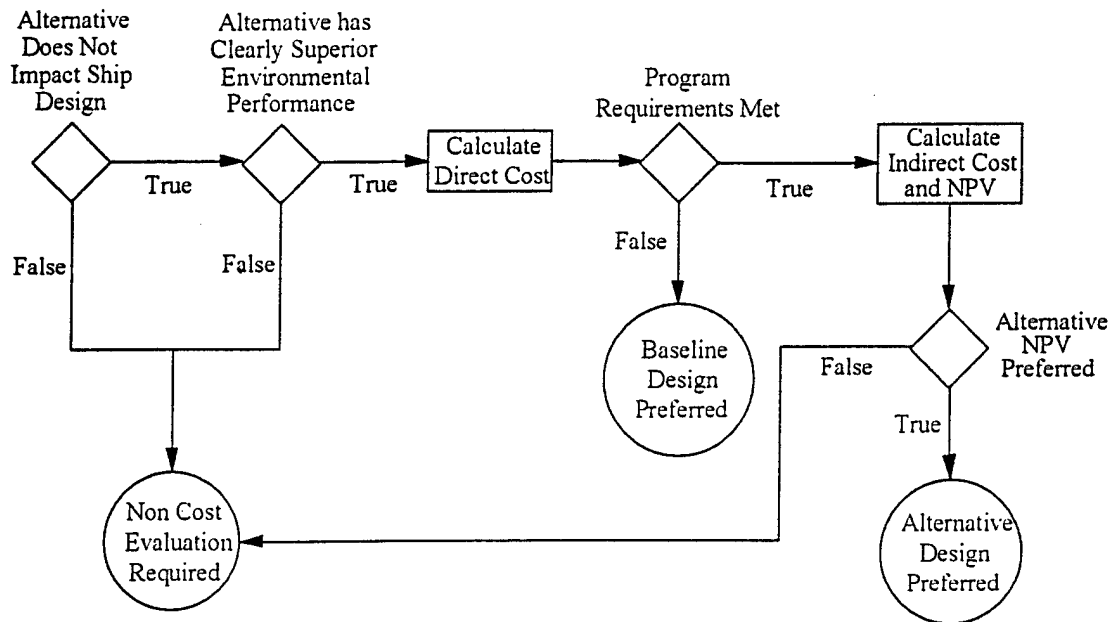 Alternative
Does Not
Impact Ship
Design
Alternative has
Clearly Superior
Environmental
Performance
Program
Requirements Met
Calculate
Direct Cost
Calculate
Indirect Cost
and NPV
True
True
True
False
False
False
Baseline
Design
Preferred
False
Alternative
NPV
Preferred
True
Non Cost
Evaluation
Required
Alternative
Design
Preferred